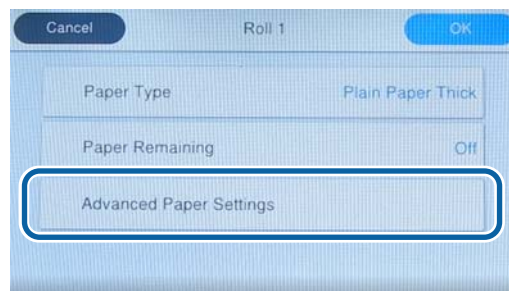 Cancel Roll 1 OK
Paper Type Plain Paper Thick
Paper Remaining Off
Advanced Paper Settings